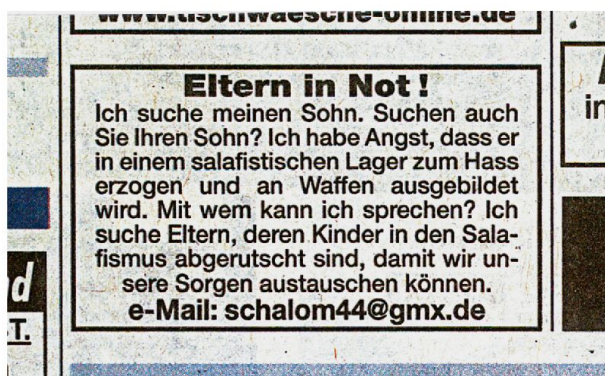 www.tischwaesche-online.de
Eltern in Not!
Ich suche meinen Sohn. Suchen auch
Sie Ihren Sohn? Ich habe Angst, dass er
in einem salafistischen Lager zum Hass
erzogen und an Waffen ausgebildet
wird. Mit wem kann ich sprechen? Ich
suche Eltern, deren Kinder in den Sala-
fismus abgerutscht sind, damit wir un-
sere Sorgen austauschen können.
e-Mail: schalom44@gmx.de
in
d
T.